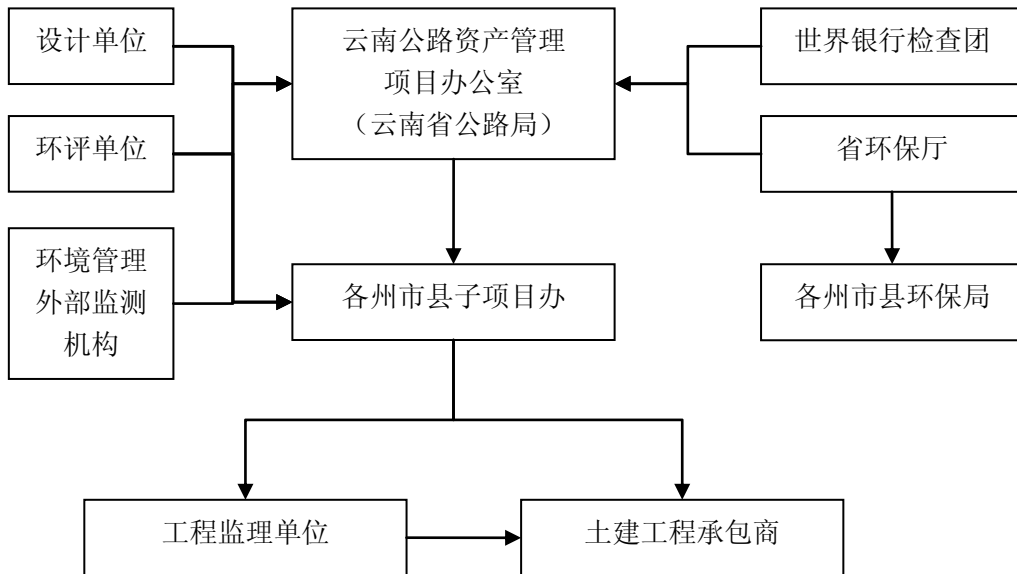 设计单位
云南公路资产管理
项目办公室
（云南省公路局）
世界银行检查团
环评单位
省环保厅
环境管理
外部监测
机构
各州市县子项目办
各州市县环保局
工程监理单位
土建工程承包商